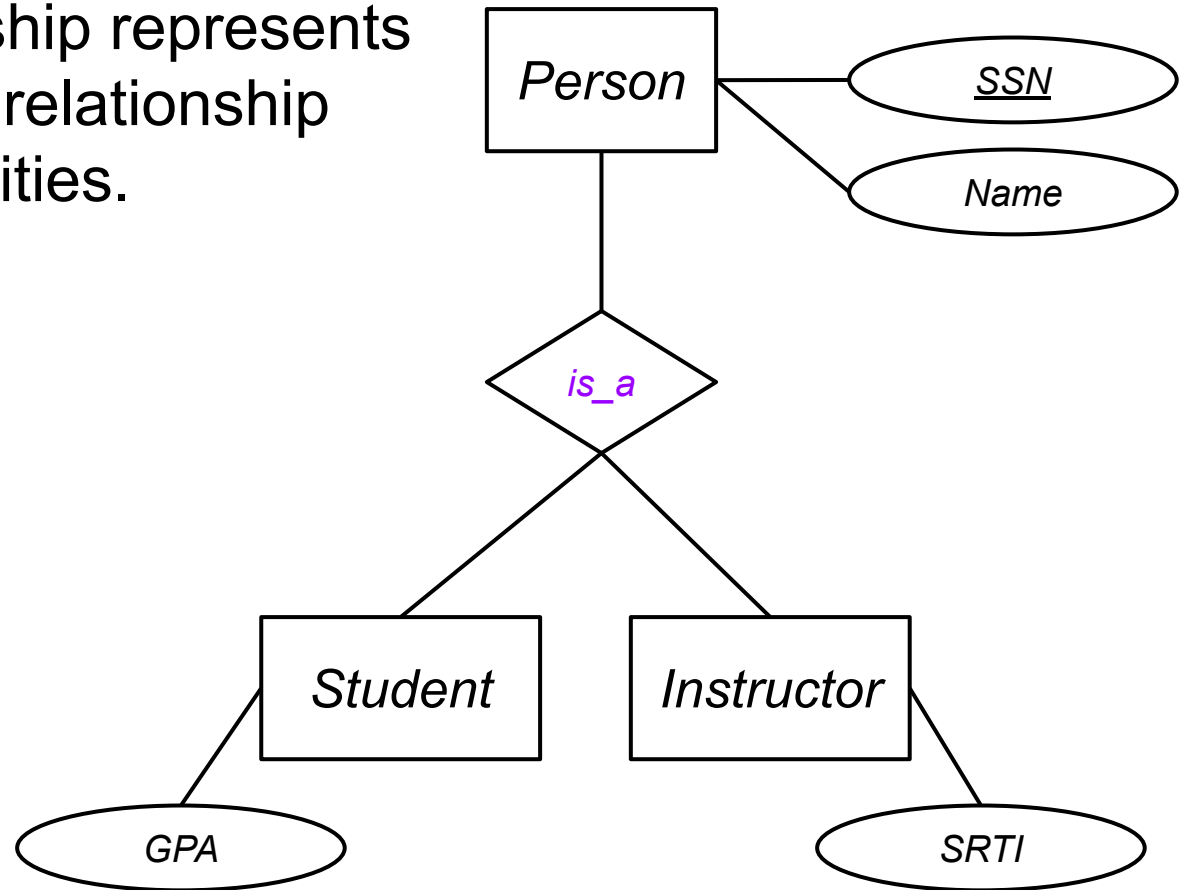 ship represents
relationship
ities.
Person
SSN
Name
is_a
Student
Instructor
GPA
SRTI